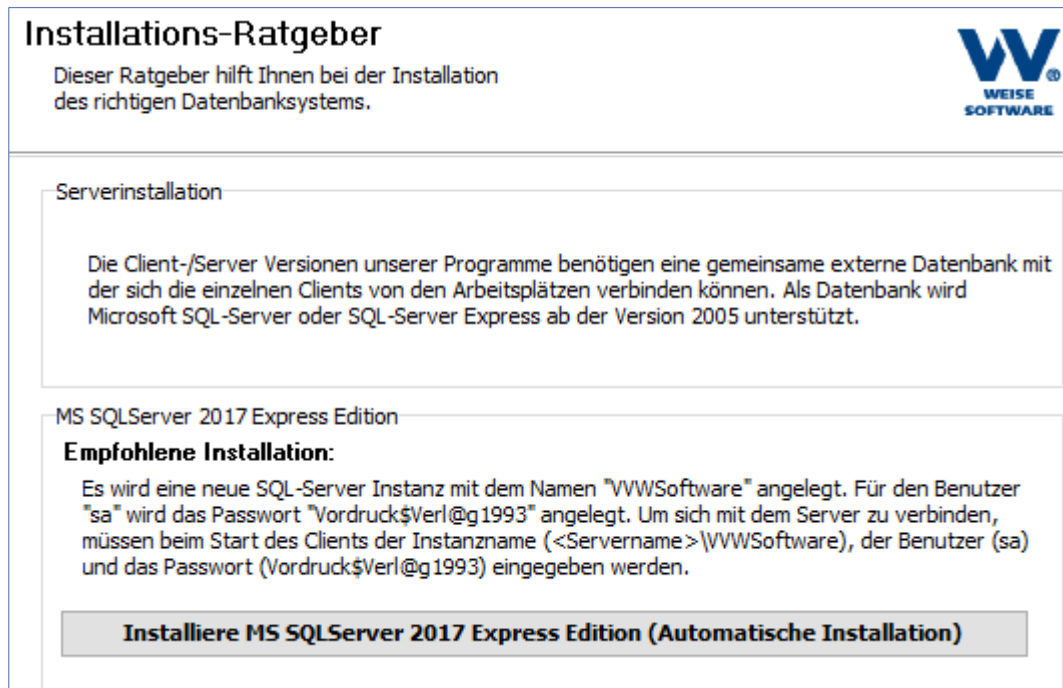 Installations-Ratgeber
Dieser Ratgeber hilft Ihnen bei der Installation
des richtigen Datenbanksystems.
W®
WEISE
SOFTWARE
Serverinstallation
Die Client-/Server Versionen unserer Programme benötigen eine gemeinsame externe Datenbank mit
der sich die einzelnen Clients von den Arbeitsplätzen verbinden können. Als Datenbank wird
Microsoft SQL-Server oder SQL-Server Express ab der Version 2005 unterstützt.
MS SQLServer 2017 Express Edition
Empfohlene Installation:
Es wird eine neue SQL-Server Instanz mit dem Namen "VVWSoftware" angelegt. Für den Benutzer
"sa" wird das Passwort "Vordruck$Verl@g1993" angelegt. Um sich mit dem Server zu verbinden,
müssen beim Start des Clients der Instanzname (<Servername>\VVWSoftware), der Benutzer (sa)
und das Passwort (Vordruck$Verl@g1993) eingegeben werden.
Installiere MS SQLServer 2017 Express Edition (Automatische Installation)